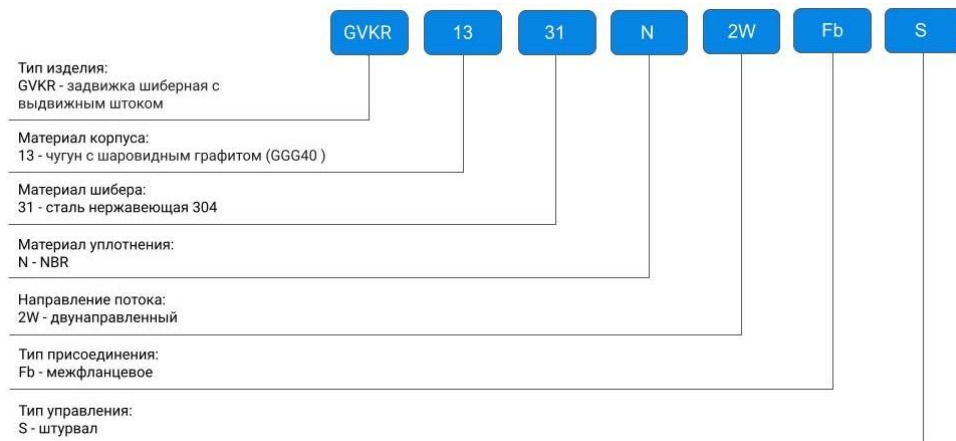 GVKR 13 31 N 2W Fb S
Тип изделия:
GVKR - задвижка шиберная с
выдвижным штоком
Материал корпуса:
13 - чугун с шаровидным графитом (GGG40 )
Материал шибера:
31 - сталь нержавеющая 304
Материал уплотнения:
N - NBR
Направление потока:
2W - двунаправленный
Тип присоединения:
Fb - межфланцевое
Тип управления:
S - штурвал